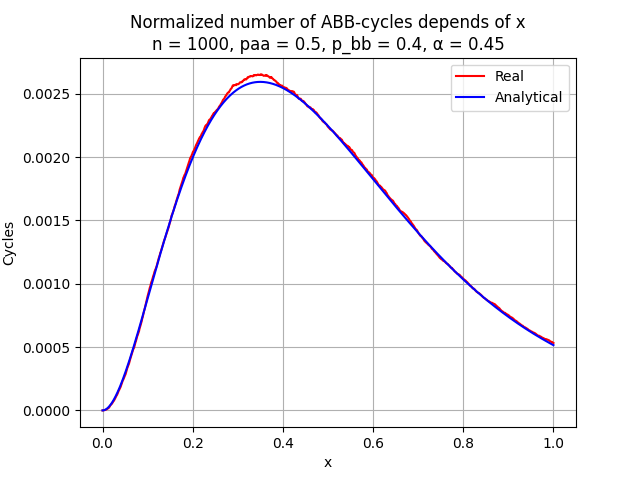 Normalized number of ABB-cycles depends of x
n = 1000, paa = 0.5, p_bb = 0.4, α = 0.45
Real
Analytical
Cycles
0.0025
0.0020
0.0015
0.0010
0.0005
0.0000
0.0 0.2 0.4 0.6 0.8 1.0
x